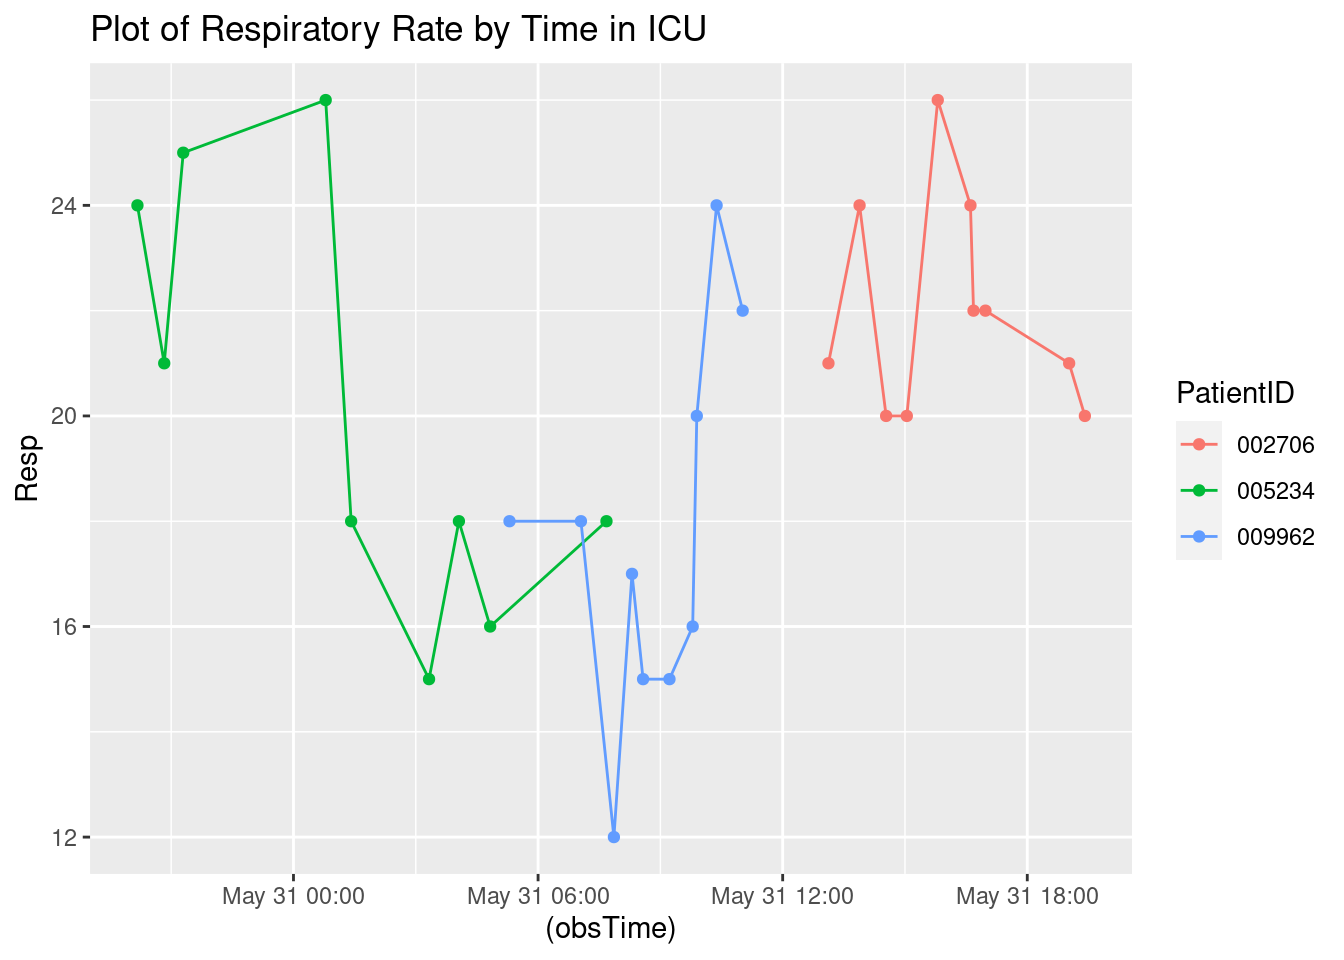 Plot of Respiratory Rate by Time in ICU
24
20
16
12
Resp
May 31 00:00
May 31 06:00
May 31 12:00
May 31 18:00
(obsTime)
PatientID
002706
005234
009962